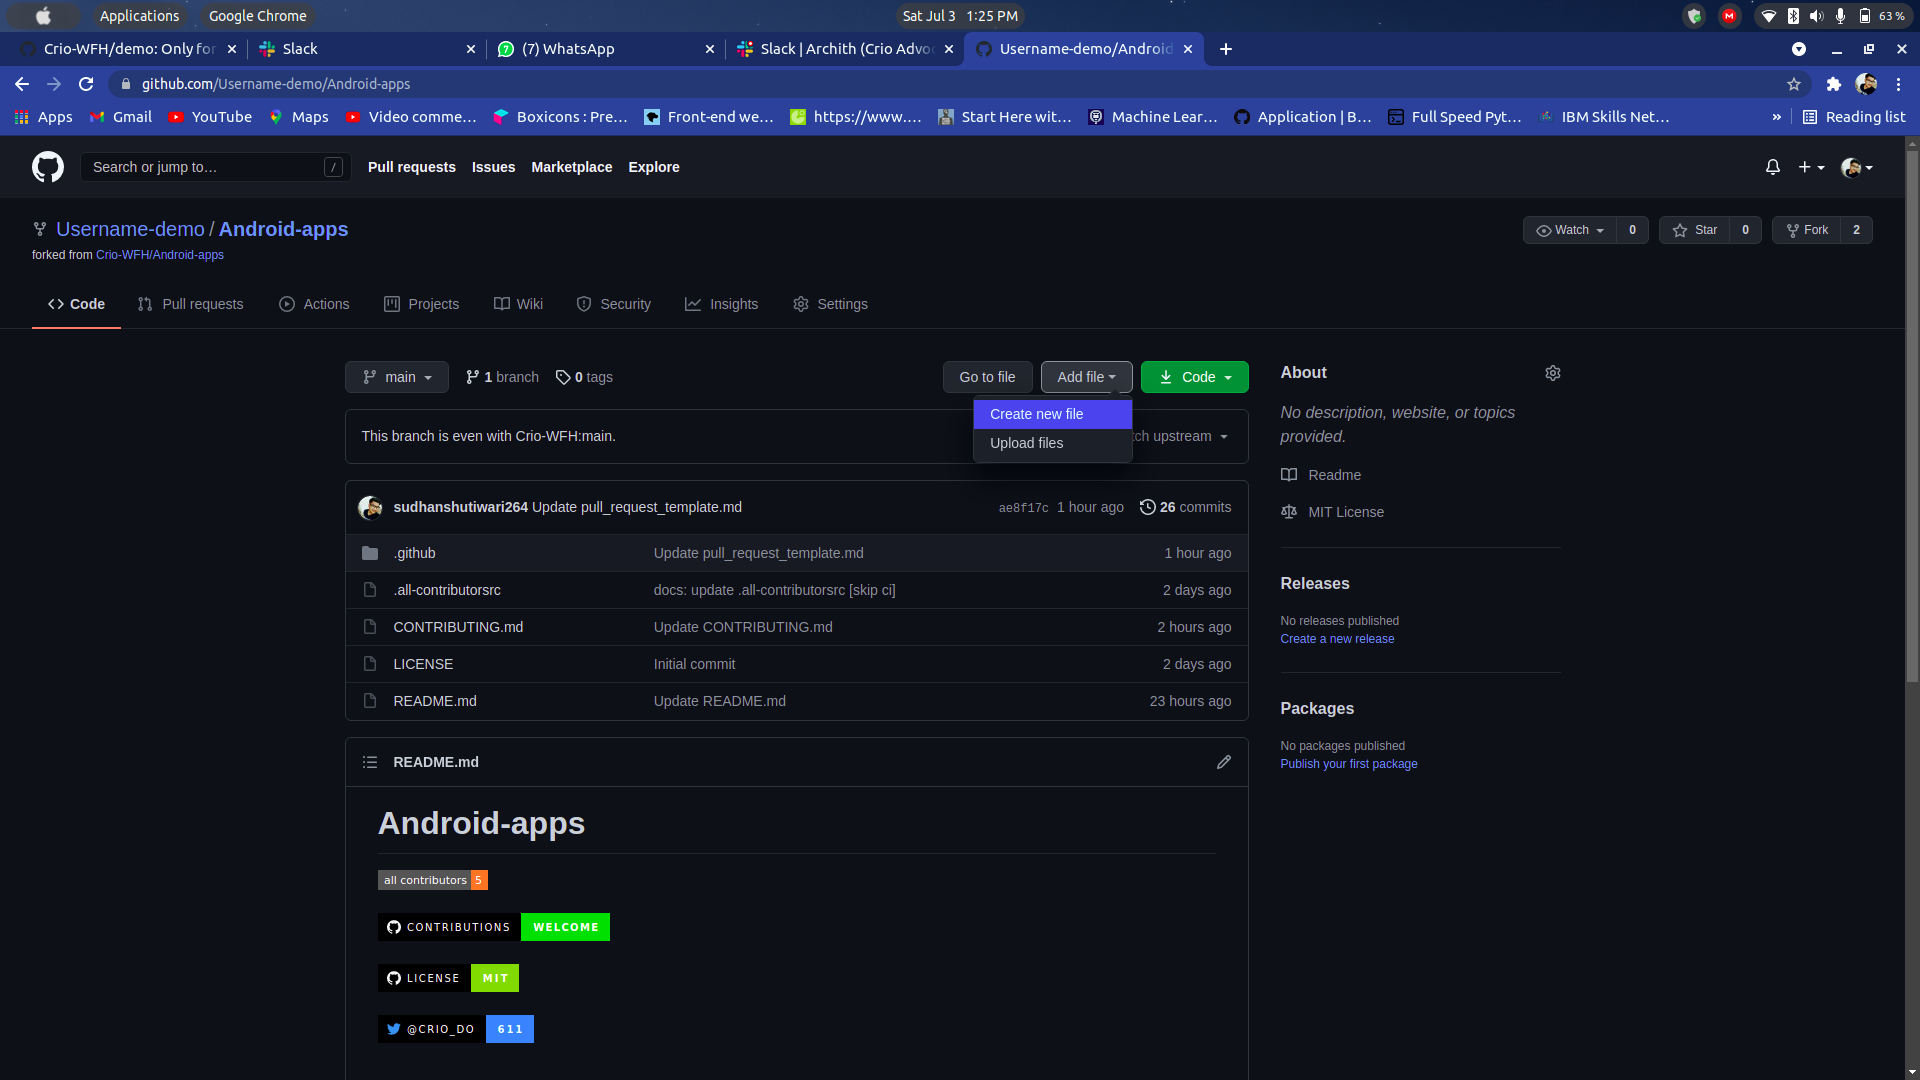 Applications
Google Chrome
Sat Jul 3 1:25 PM
63 %
Crio-WFH/demo: Only for
Slack
(7) WhatsApp
Slack | Archith (Crio Advoc
Username-demo/Android
github.com/Username-demo/Android-apps
Apps
Gmail
YouTube
Maps
Video comme…
Boxicons : Pre…
Front-end we…
https://www.…
Start Here wit…
Machine Lear…
Application | B…
Full Speed Pyt…
IBM Skills Net…
»
Reading list
Search or jump to…
/
Pull requests
Issues
Marketplace
Explore
Username-demo / Android-apps
forked from Crio-WFH/Android-apps
Watch 0
Star 0
Fork 2
Code
Pull requests
Actions
Projects
Wiki
Security
Insights
Settings
main
1 branch
0 tags
Go to file
Add file
Code
Create new file
Upload files
This branch is even with Crio-WFH:main.
tch upstream
sudhanshutiwari264 Update pull_request_template.md
ae8f17c 1 hour ago
26 commits
.github Update pull_request_template.md 1 hour ago
.all-contributorsrc docs: update .all-contributorsrc [skip ci] 2 days ago
CONTRIBUTING.md Update CONTRIBUTING.md 2 hours ago
LICENSE Initial commit 2 days ago
README.md Update README.md 23 hours ago
README.md
Android-apps
all contributors 5
CONTRIBUTIONS WELCOME
LICENSE MIT
@CRIO_DO 611
About
No description, website, or topics
provided.
Readme
MIT License
Releases
No releases published
Create a new release
Packages
No packages published
Publish your first package